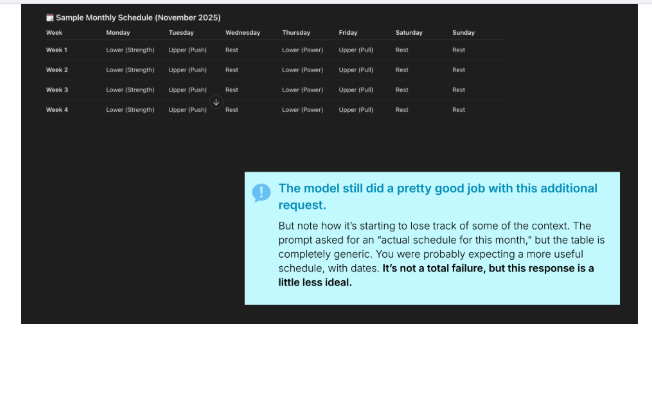 Sample Monthly Schedule (November 2025)
Week Monday Tuesday Wednesday Thursday Friday Saturday Sunday
Week 1 Lower (Strength) Upper (Push) Rest Lower (Power) Upper (Pull) Rest Rest
Week 2 Lower (Strength) Upper (Push) Rest Lower (Power) Upper (Pull) Rest Rest
Week 3 Lower (Strength) Upper (Push) Rest Lower (Power) Upper (Pull) Rest Rest
Week 4 Lower (Strength) Upper (Push) Rest Lower (Power) Upper (Pull) Rest Rest
The model still did a pretty good job with this additional
request.
But note how it's starting to lose track of some of the context. The
prompt asked for an "actual schedule for this month," but the table is
completely generic. You were probably expecting a more useful
schedule, with dates. It's not a total failure, but this response is a
little less ideal.